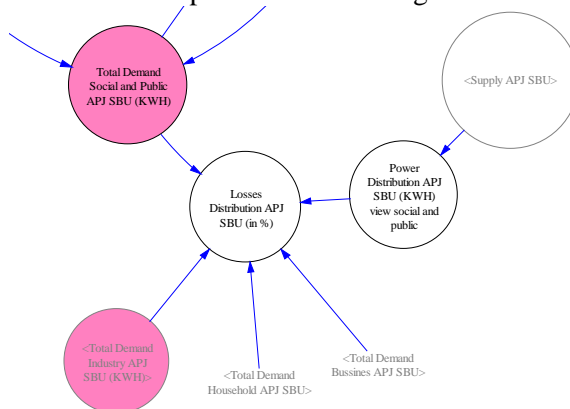 Total Demand
Social and Public
APJ SBU (KWH)
<Supply APJ SBU>
Power
Distribution APJ
SBU (KWH)
view social and
public
Losses
Distribution APJ
SBU (in %)
<Total Demand
Industry APJ
SBU (KWH)>
<Total Demand
Household APJ SBU>
<Total Demand
Bussines APJ SBU>